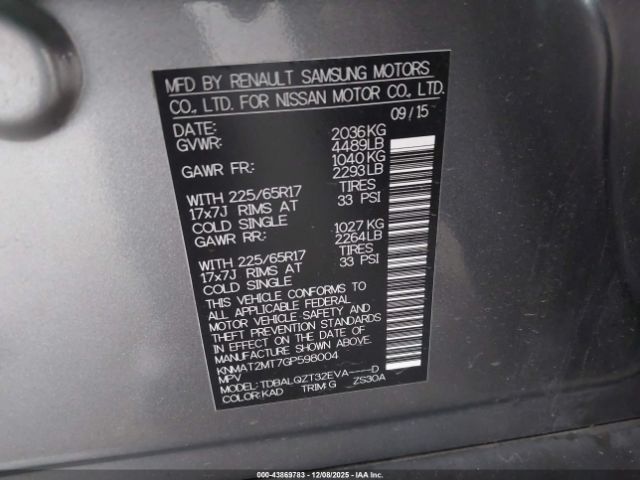 MFD BY RENAULT SAMSUNG MOTORS
CO., LTD. FOR NISSAN MOTOR CO., LTD.
DATE: 09/15
GVWR: 2036KG
4489LB
GAWR FR: 1040KG
2293LB
WITH 225/65R17 TIRES
17x7J RIMS AT 33 PSI
COLD SINGLE
GAWR RR: 1027KG
2264LB
WITH 225/65R17 TIRES
17x7J RIMS AT 33 PSI
COLD SINGLE
THIS VEHICLE CONFORMS TO
ALL APPLICABLE FEDERAL
MOTOR VEHICLE SAFETY AND
THEFT PREVENTION STANDARDS
IN EFFECT ON THE DATE OF
MANUFACTURE SHOWN ABOVE.
KNMAT2MT7GP598004
MPV
MODEL: TDBALQZT32EVA----D
COLOR: KAD TRIM: G ZS30A
000-43869783 | 12/08/2025 | IAA